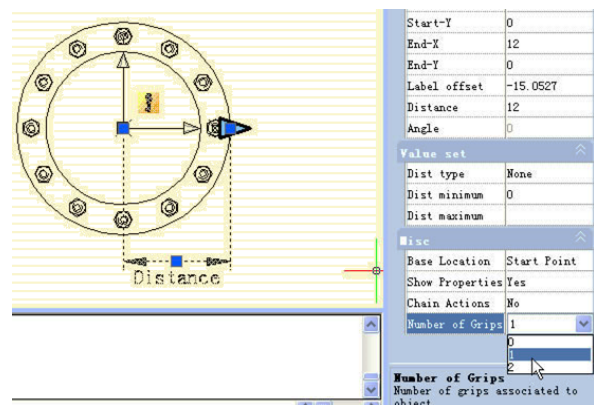 Start-Y 0
End-X 12
End-Y 0
Label offset -15.0527
Distance 12
Angle 0
Value set
Dist type None
Dist minimum 0
Dist maximum
Misc
Base Location Start Point
Show Properties Yes
Chain Actions No
Number of Grips 1
0
1
2
Number of Grips
Number of grips associated to
object
Distance